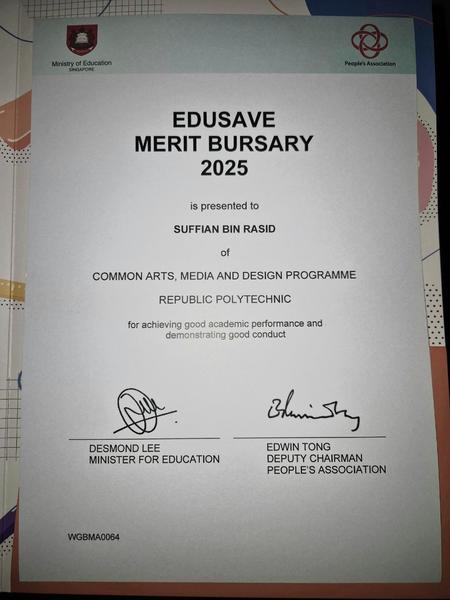 Ministry of Education
SINGAPORE
People's Association
EDUSAVE
MERIT BURSARY
2025
is presented to
SUFFIAN BIN RASID
of
COMMON ARTS, MEDIA AND DESIGN PROGRAMME
REPUBLIC POLYTECHNIC
for achieving good academic performance and
demonstrating good conduct
DESMOND LEE
MINISTER FOR EDUCATION
EDWIN TONG
DEPUTY CHAIRMAN
PEOPLE'S ASSOCIATION
WGBMA0064